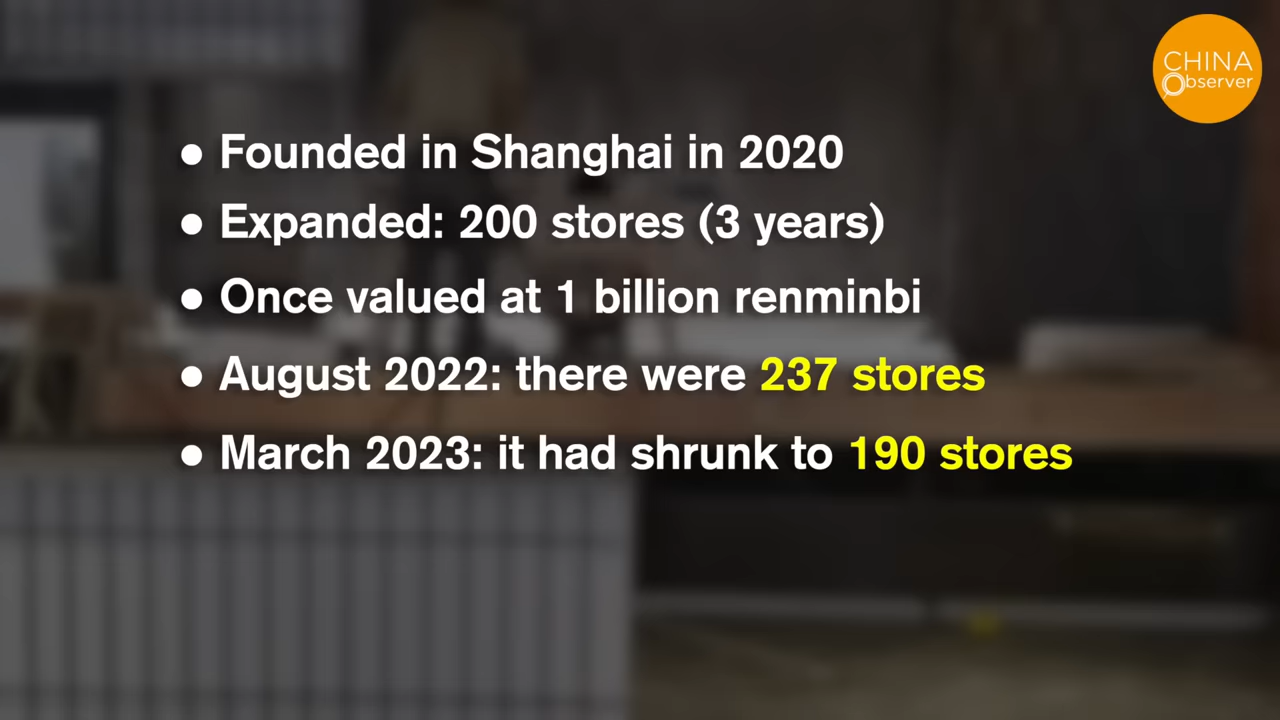 CHINA
Observer
● Founded in Shanghai in 2020
● Expanded: 200 stores (3 years)
● Once valued at 1 billion renminbi
● August 2022: there were 237 stores
● March 2023: it had shrunk to 190 stores